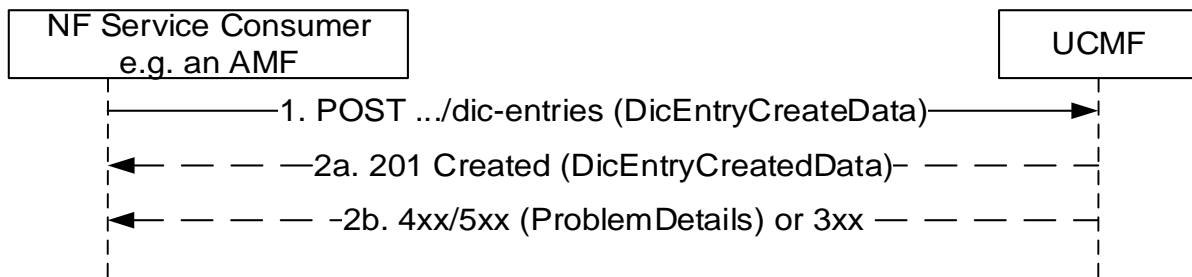 NF Service Consumer
e.g. an AMF
UCMF
1. POST .../dic-entries (DicEntryCreateData)
2a. 201 Created (DicEntryCreatedData)
2b. 4xx/5xx (ProblemDetails) or 3xx